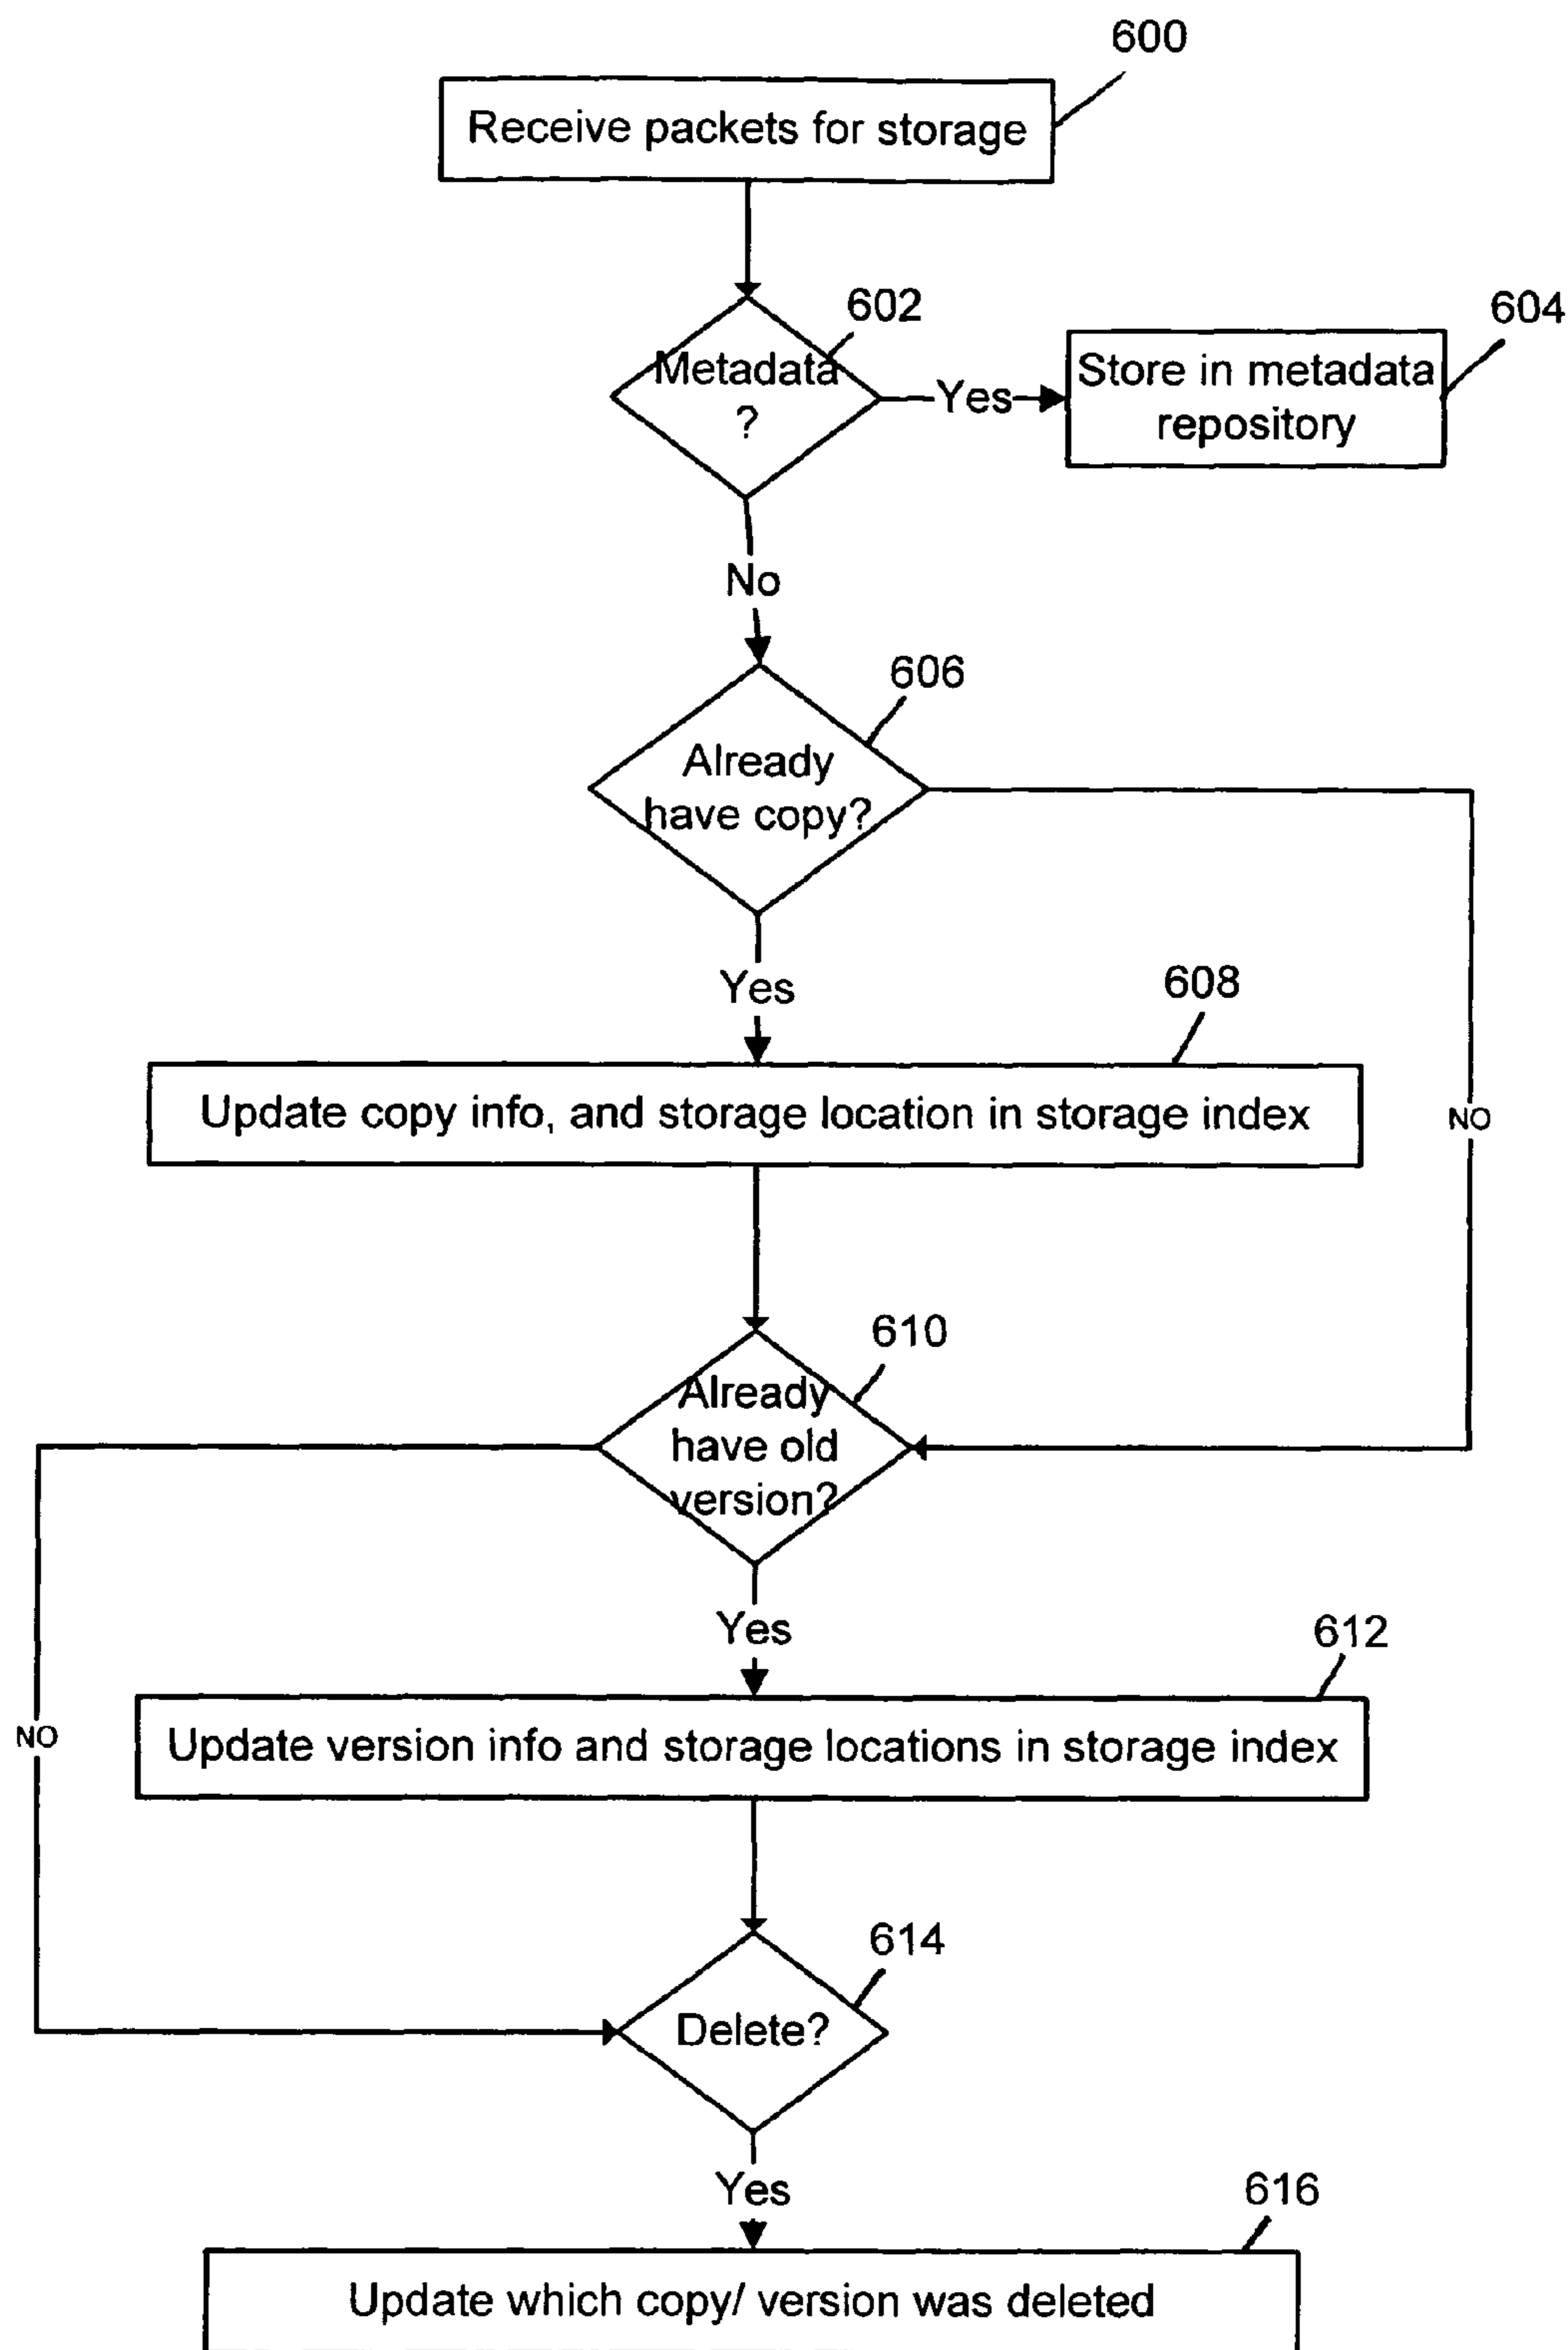 600
Receive packets for storage
602
604
Metadata
?
Yes
Store in metadata
repository
No
606
Already
have copy?
Yes
608
Update copy info, and storage location in storage index
NO
610
Already
have old
version?
Yes
612
NO
Update version info and storage locations in storage index
614
Delete?
Yes
616
Update which copy/ version was deleted